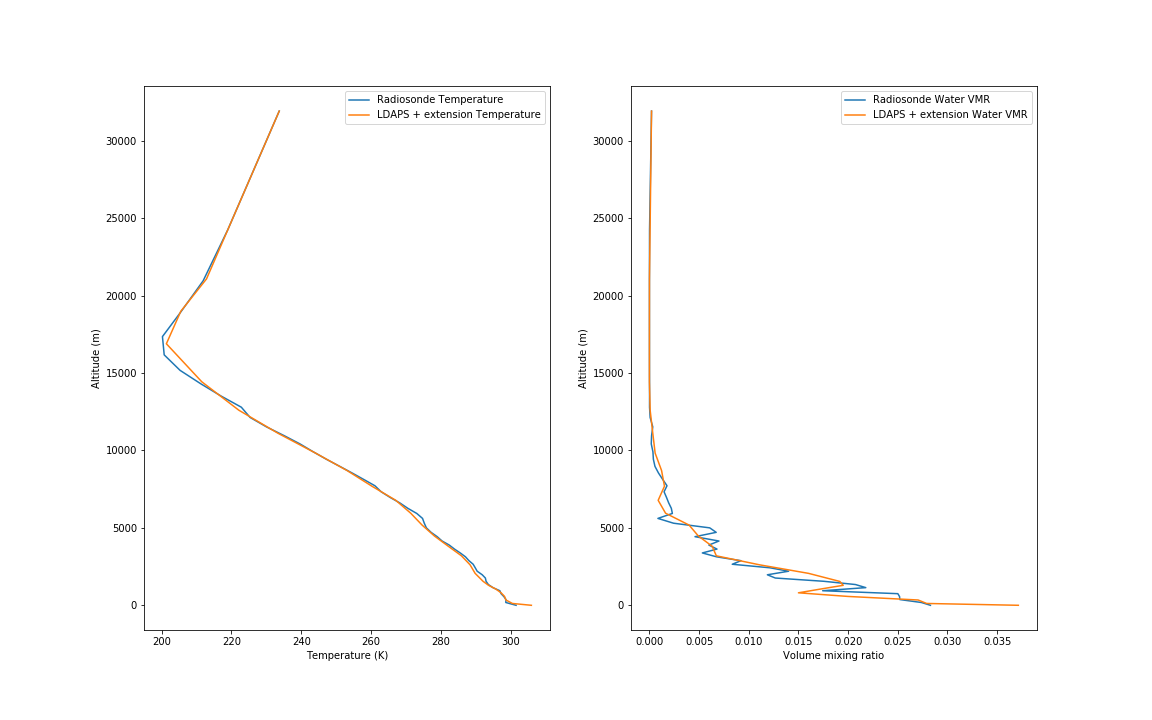 Radiosonde Temperature
LDAPS + extension Temperature
30000
25000
20000
15000
10000
5000
0
Altitude (m)
200 220 240 260 280 300
Temperature (K)
Radiosonde Water VMR
LDAPS + extension Water VMR
30000
25000
20000
15000
10000
5000
0
Altitude (m)
0.000 0.005 0.010 0.015 0.020 0.025 0.030 0.035
Volume mixing ratio